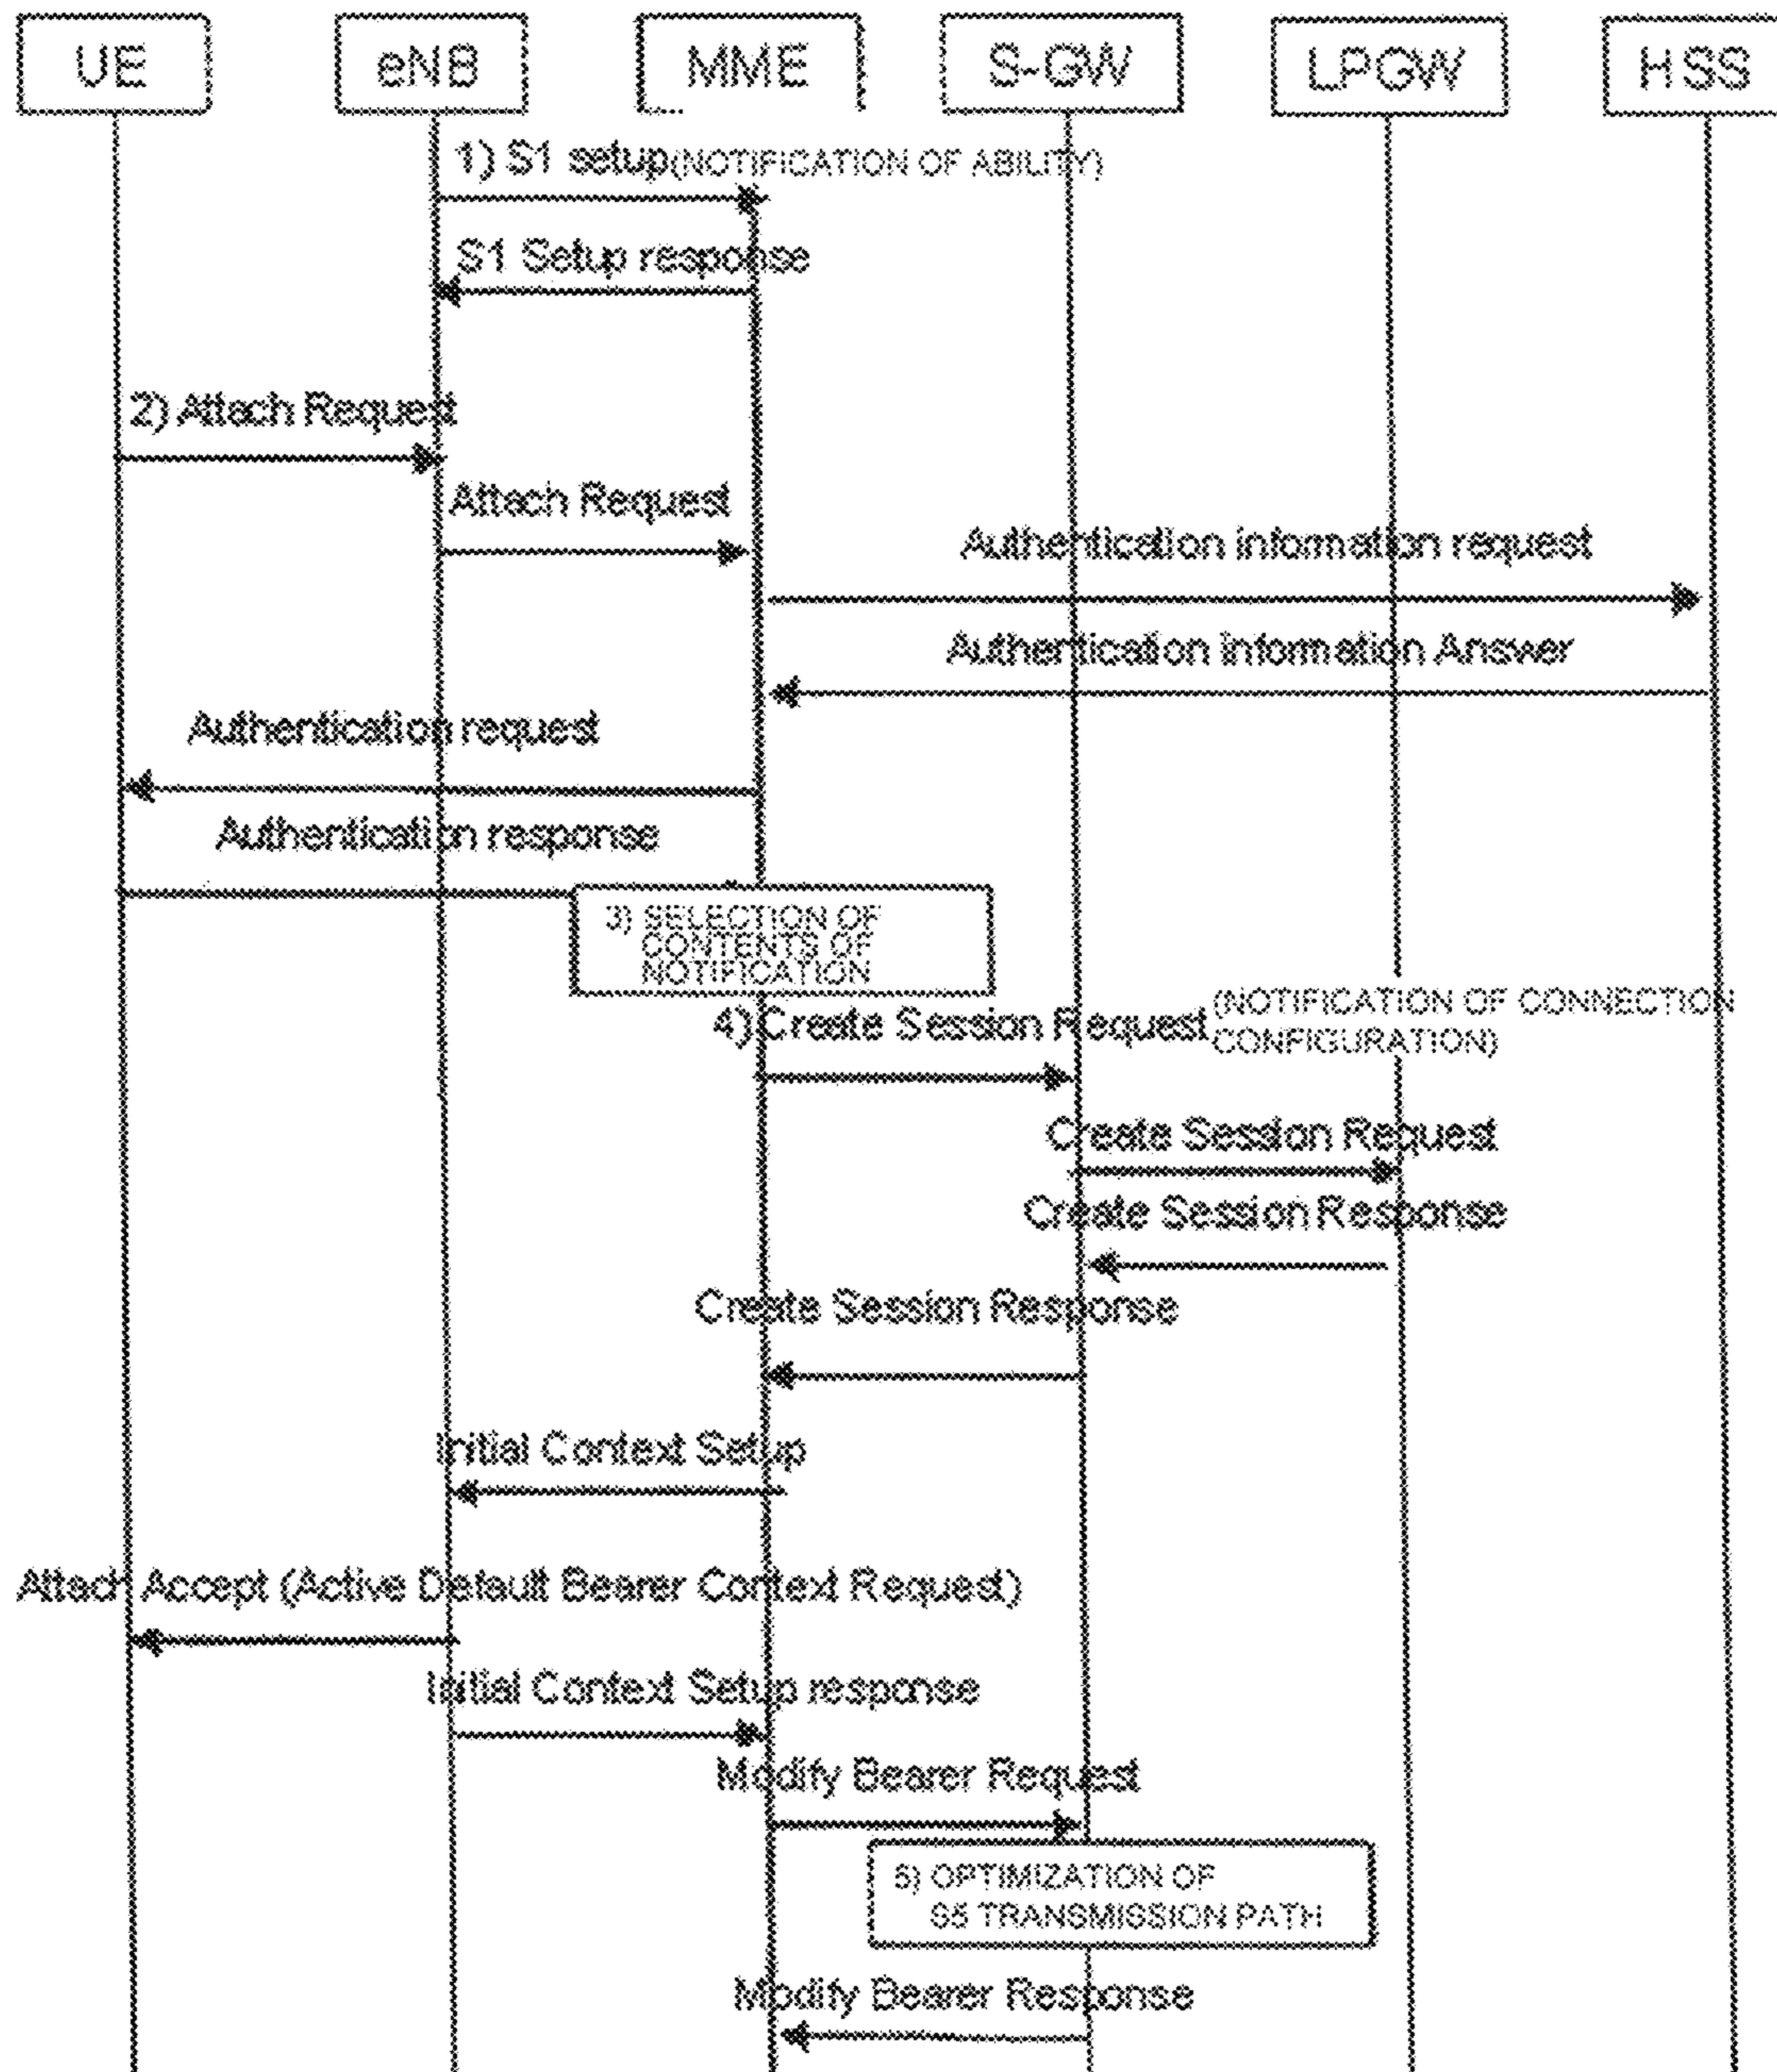 UE eNB MME S-GW LPGW HSS
1) S1 setup(NOTIFICATION OF ABILITY)
S1 Setup response
2) Attach Request
Attach Request
Authentication information request
Authentication information Answer
Authentication request
Authentication response
3) SELECTION OF
CONTENTS OF
NOTIFICATION
4) Create Session Request (NOTIFICATION OF CONNECTION
CONFIGURATION)
Create Session Request
Create Session Response
Create Session Response
Initial Context Setup
Attach Accept (Active Default Bearer Context Request)
Initial Context Setup response
Modify Bearer Request
5) OPTIMIZATION OF
S5 TRANSMISSION PATH
Modify Bearer Response